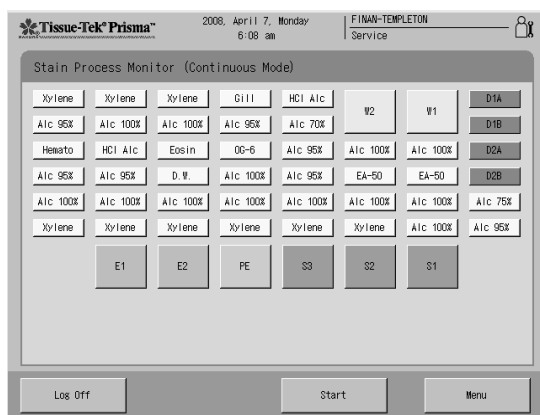 Tissue-Tek® Prisma™ 2008, April 7, Monday FINAN-TEMPLETON
6:08 am Service
Stain Process Monitor (Continuous Mode)
Xylene Xylene Xylene Gill HCl Alc W2 W1 D1A
Alc 95% Alc 100% Alc 100% Alc 95% Alc 70% D1B
Hemato HCl Alc Eosin OG-6 Alc 95% Alc 100% Alc 100% D2A
Alc 95% Alc 95% D.W. Alc 100% Alc 95% EA-50 EA-50 D2B
Alc 100% Alc 100% Alc 100% Alc 100% Alc 100% Alc 100% Alc 100% Alc 75%
Xylene Xylene Xylene Xylene Xylene Xylene Alc 100% Alc 95%
E1 E2 PE S3 S2 S1
Log Off Start Menu